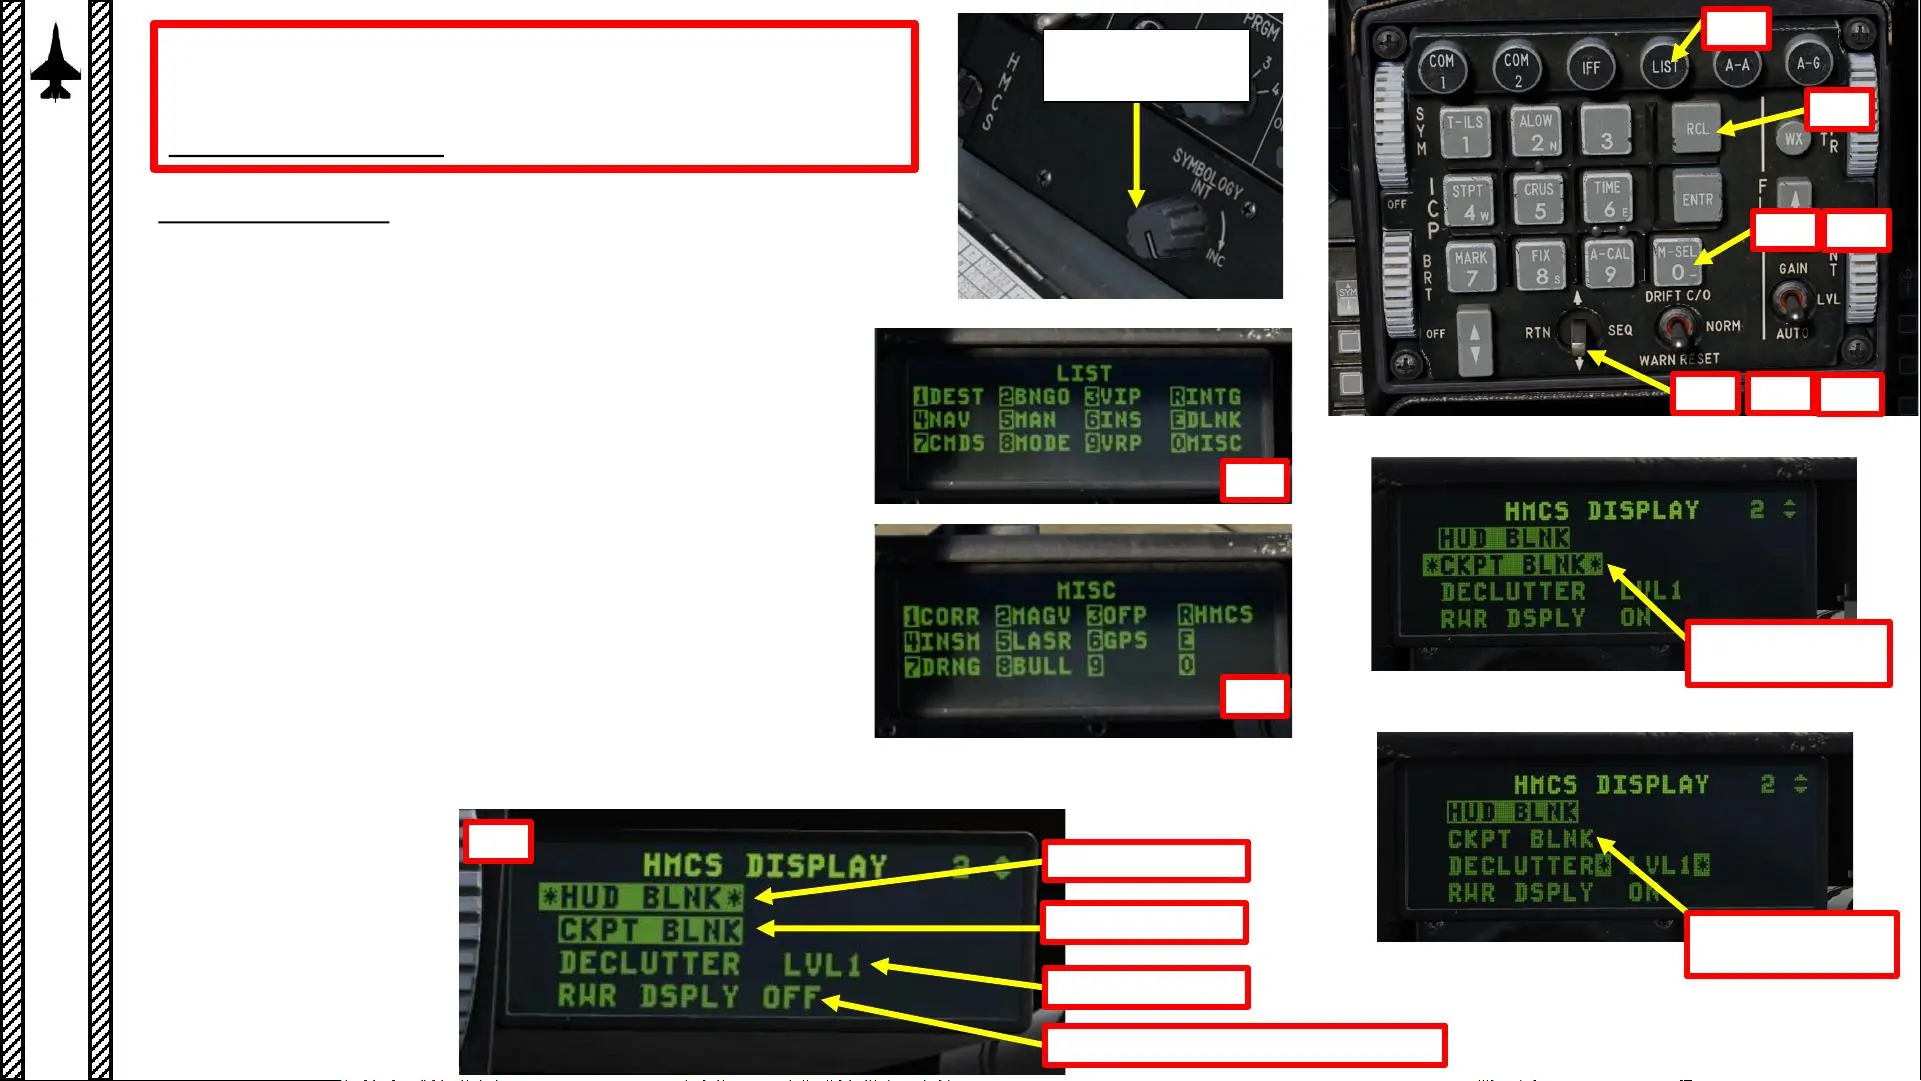 HMCS
PRGM
3
4
SYMBOLOGY
INT
INC
COM 1
COM 2
IFF
LIST
A-A
A-G
SYM
T-ILS 1
ALOW 2 N
3
RCL
WX
ICP
OFF
STPT 4 W
CRUS 5
TIME 6 E
ENTR
BRT
MARK 7
FIX 8 S
A-CAL 9
M-SEL 0 -
GAIN
LVL
AUTO
DRIFT C/O
NORM
WARN RESET
OFF
RTN
SEQ
SYM
LIST
1DEST 2BNGO 3VIP RINTG
4NAV 5MAN 6INS EDLNK
7CMDS 8MODE 9VRP 0MISC
MISC
1CORR 2MAGV 3OFP RHMCS
4INSM 5LASR 6GPS E
7DRNG 8BULL 9 0
HMCS DISPLAY 2
HUD BLNK
*CKPT BLNK*
DECLUTTER LVL1
RWR DSPLY ON
HMCS DISPLAY 2
HUD BLNK
CKPT BLNK
DECLUTTER* LVL1*
RWR DSPLY ON
HMCS DISPLAY 2
*HUD BLNK*
CKPT BLNK
DECLUTTER LVL1
RWR DSPLY OFF